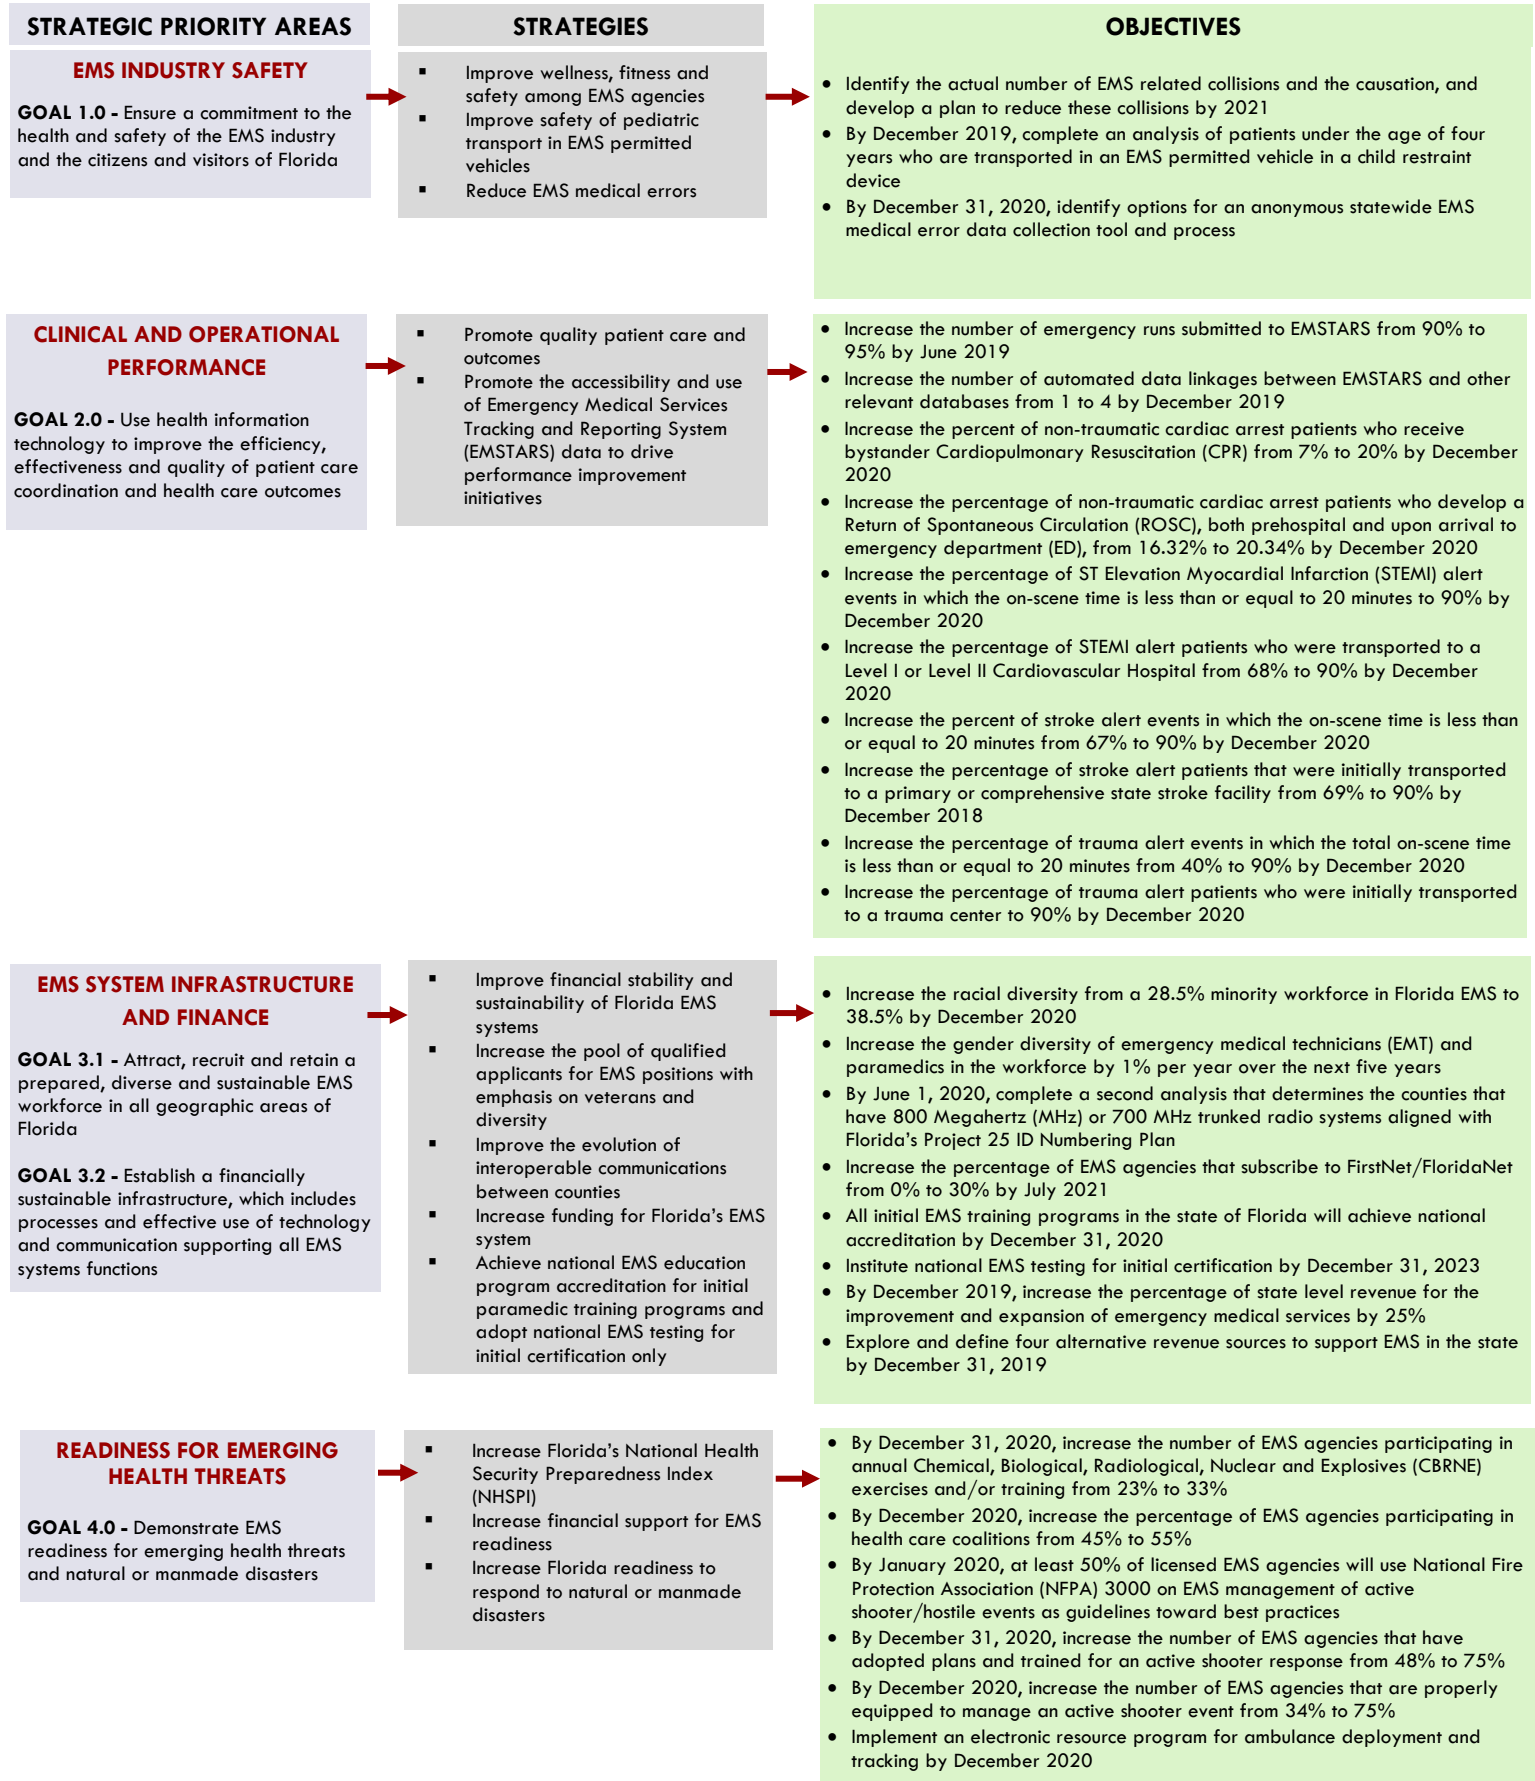 STRATEGIC PRIORITY AREAS
STRATEGIES
OBJECTIVES
EMS INDUSTRY SAFETY
GOAL 1.0 - Ensure a commitment to the
health and safety of the EMS industry
and the citizens and visitors of Florida
▪ Improve wellness, fitness and
safety among EMS agencies
▪ Improve safety of pediatric
transport in EMS permitted
vehicles
▪ Reduce EMS medical errors
• Identify the actual number of EMS related collisions and the causation, and
develop a plan to reduce these collisions by 2021
• By December 2019, complete an analysis of patients under the age of four
years who are transported in an EMS permitted vehicle in a child restraint
device
• By December 31, 2020, identify options for an anonymous statewide EMS
medical error data collection tool and process
CLINICAL AND OPERATIONAL
PERFORMANCE
GOAL 2.0 - Use health information
technology to improve the efficiency,
effectiveness and quality of patient care
coordination and health care outcomes
▪ Promote quality patient care and
outcomes
▪ Promote the accessibility and use
of Emergency Medical Services
Tracking and Reporting System
(EMSTARS) data to drive
performance improvement
initiatives
• Increase the number of emergency runs submitted to EMSTARS from 90% to
95% by June 2019
• Increase the number of automated data linkages between EMSTARS and other
relevant databases from 1 to 4 by December 2019
• Increase the percent of non-traumatic cardiac arrest patients who receive
bystander Cardiopulmonary Resuscitation (CPR) from 7% to 20% by December
2020
• Increase the percentage of non-traumatic cardiac arrest patients who develop a
Return of Spontaneous Circulation (ROSC), both prehospital and upon arrival to
emergency department (ED), from 16.32% to 20.34% by December 2020
• Increase the percentage of ST Elevation Myocardial Infarction (STEMI) alert
events in which the on-scene time is less than or equal to 20 minutes to 90% by
December 2020
• Increase the percentage of STEMI alert patients who were transported to a
Level I or Level II Cardiovascular Hospital from 68% to 90% by December
2020
• Increase the percent of stroke alert events in which the on-scene time is less than
or equal to 20 minutes from 67% to 90% by December 2020
• Increase the percentage of stroke alert patients that were initially transported
to a primary or comprehensive state stroke facility from 69% to 90% by
December 2018
• Increase the percentage of trauma alert events in which the total on-scene time
is less than or equal to 20 minutes from 40% to 90% by December 2020
• Increase the percentage of trauma alert patients who were initially transported
to a trauma center to 90% by December 2020
EMS SYSTEM INFRASTRUCTURE
AND FINANCE
GOAL 3.1 - Attract, recruit and retain a
prepared, diverse and sustainable EMS
workforce in all geographic areas of
Florida
GOAL 3.2 - Establish a financially
sustainable infrastructure, which includes
processes and effective use of technology
and communication supporting all EMS
systems functions
▪ Improve financial stability and
sustainability of Florida EMS
systems
▪ Increase the pool of qualified
applicants for EMS positions with
emphasis on veterans and
diversity
▪ Improve the evolution of
interoperable communications
between counties
▪ Increase funding for Florida's EMS
system
▪ Achieve national EMS education
program accreditation for initial
paramedic training programs and
adopt national EMS testing for
initial certification only
• Increase the racial diversity from a 28.5% minority workforce in Florida EMS to
38.5% by December 2020
• Increase the gender diversity of emergency medical technicians (EMT) and
paramedics in the workforce by 1% per year over the next five years
• By June 1, 2020, complete a second analysis that determines the counties that
have 800 Megahertz (MHz) or 700 MHz trunked radio systems aligned with
Florida's Project 25 ID Numbering Plan
• Increase the percentage of EMS agencies that subscribe to FirstNet/FloridaNet
from 0% to 30% by July 2021
• All initial EMS training programs in the state of Florida will achieve national
accreditation by December 31, 2020
• Institute national EMS testing for initial certification by December 31, 2023
• By December 2019, increase the percentage of state level revenue for the
improvement and expansion of emergency medical services by 25%
• Explore and define four alternative revenue sources to support EMS in the state
by December 31, 2019
READINESS FOR EMERGING
HEALTH THREATS
GOAL 4.0 - Demonstrate EMS
readiness for emerging health threats
and natural or manmade disasters
▪ Increase Florida's National Health
Security Preparedness Index
(NHSPI)
▪ Increase financial support for EMS
readiness
▪ Increase Florida readiness to
respond to natural or manmade
disasters
• By December 31, 2020, increase the number of EMS agencies participating in
annual Chemical, Biological, Radiological, Nuclear and Explosives (CBRNE)
exercises and/or training from 23% to 33%
• By December 2020, increase the percentage of EMS agencies participating in
health care coalitions from 45% to 55%
• By January 2020, at least 50% of licensed EMS agencies will use National Fire
Protection Association (NFPA) 3000 on EMS management of active
shooter/hostile events as guidelines toward best practices
• By December 31, 2020, increase the number of EMS agencies that have
adopted plans and trained for an active shooter response from 48% to 75%
• By December 2020, increase the number of EMS agencies that are properly
equipped to manage an active shooter event from 34% to 75%
• Implement an electronic resource program for ambulance deployment and
tracking by December 2020